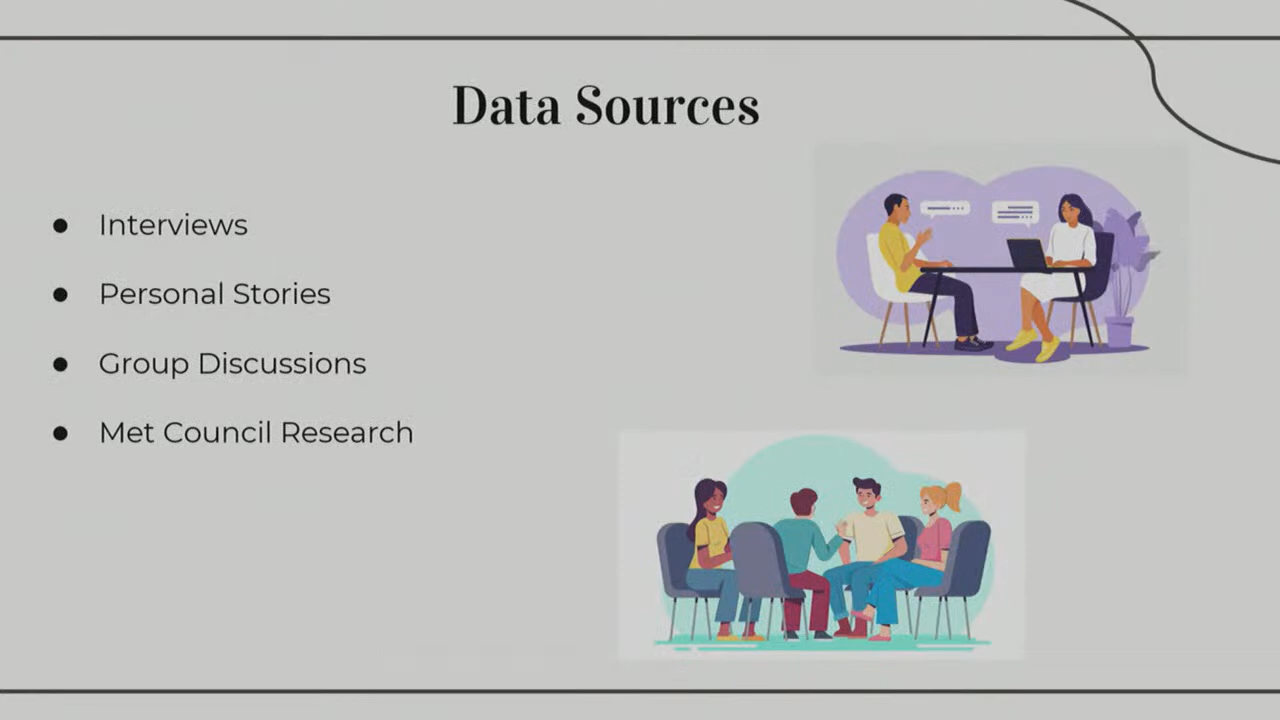 Data Sources
Interviews
Personal Stories
Group Discussions
Met Council Research